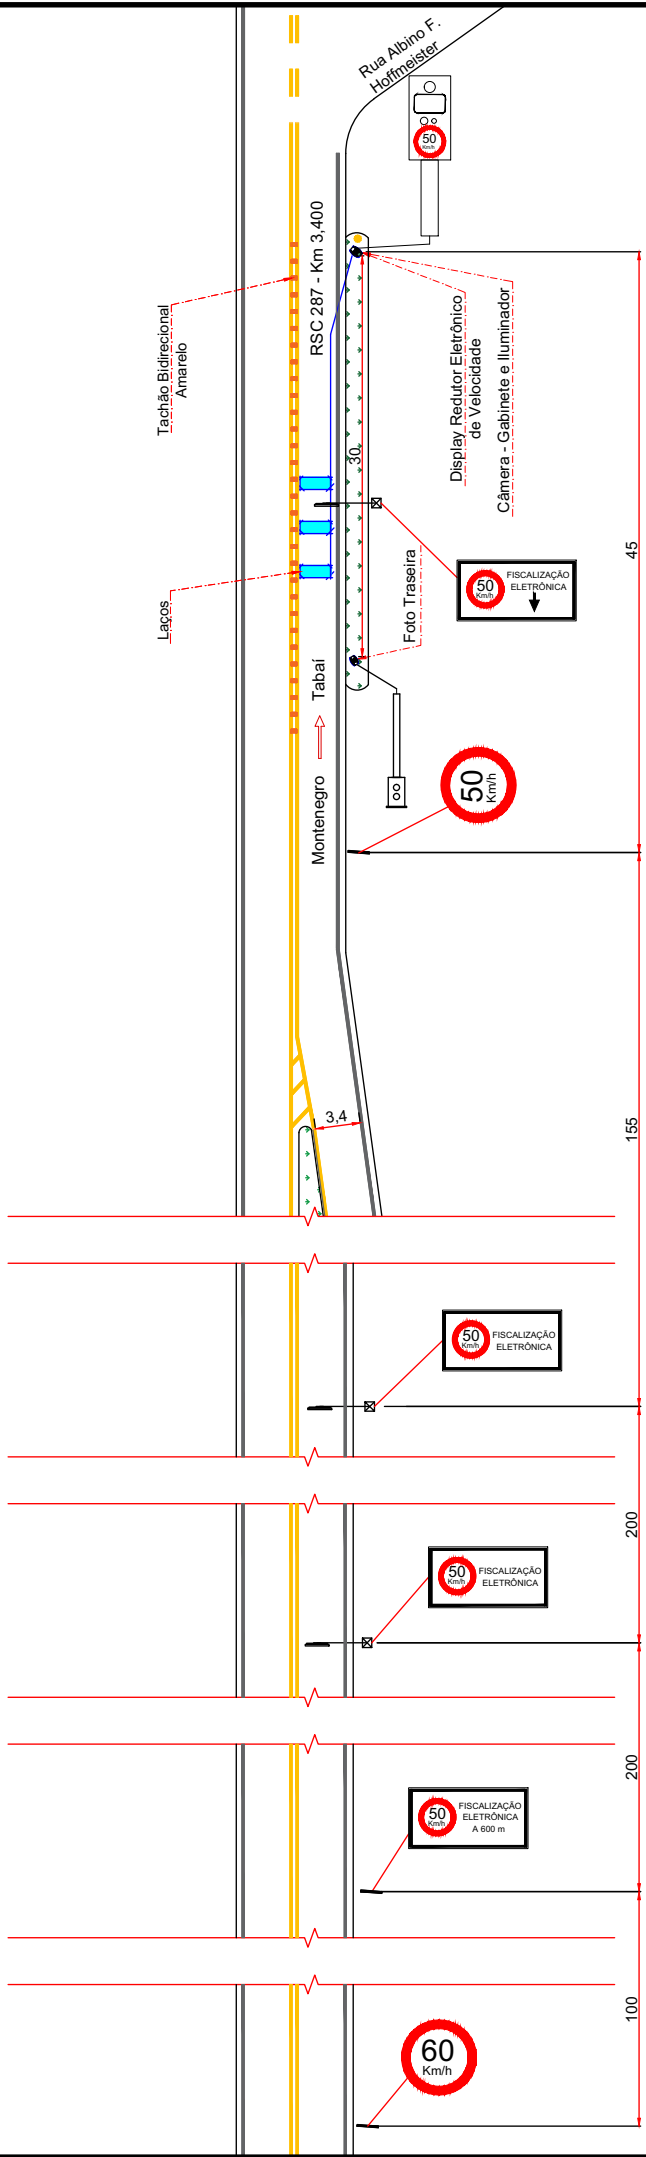 Rua Albino F.
Hoffmeister
50
Km/h
RSC 287 - Km 3,400
Tachão Bidirecional
Amarelo
Display Redutor Eletrônico
de Velocidade
Câmera - Gabinete e Iluminador
30
45
50
Km/h
FISCALIZAÇÃO
ELETRÔNICA
Laços
Foto Traseira
Montenegro
Tabaí
50
Km/h
3,4
155
50
Km/h
FISCALIZAÇÃO
ELETRÔNICA
200
50
Km/h
FISCALIZAÇÃO
ELETRÔNICA
200
50
Km/h
FISCALIZAÇÃO
ELETRÔNICA
A 600 m
100
60
Km/h